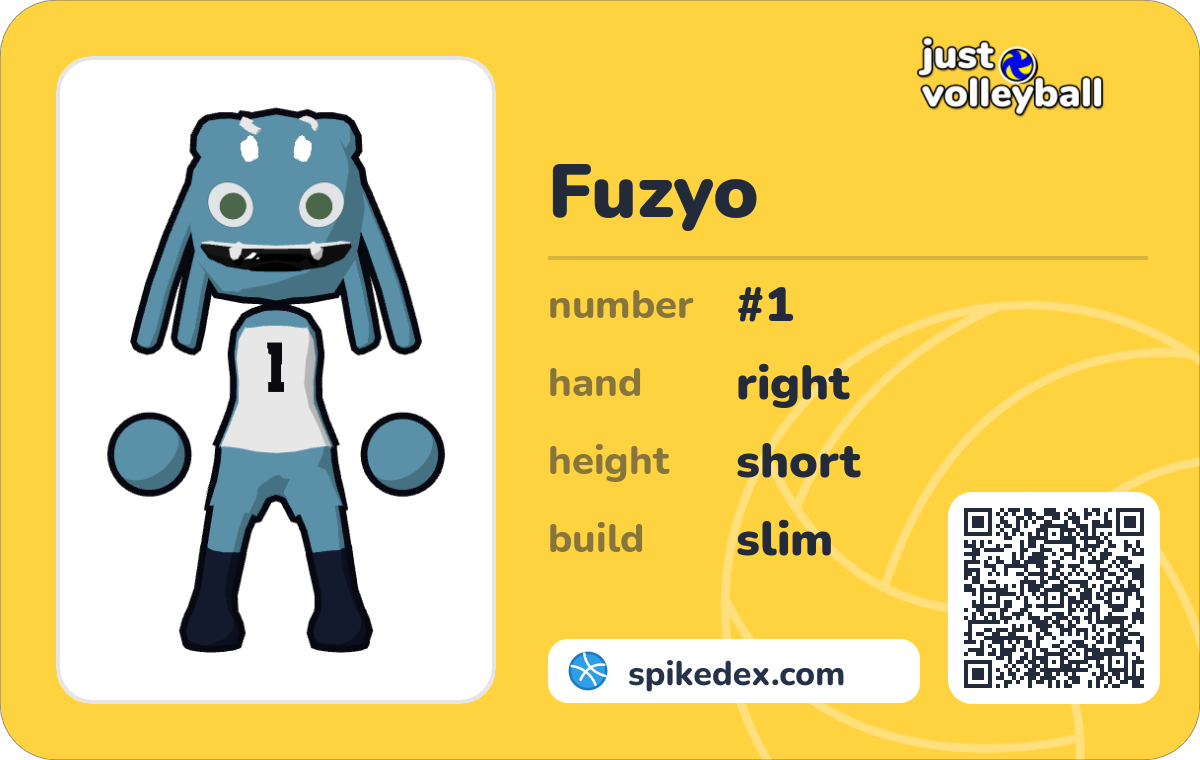 just
volleyball
Fuzyo
number #1
hand right
height short
build slim
1
spikedex.com